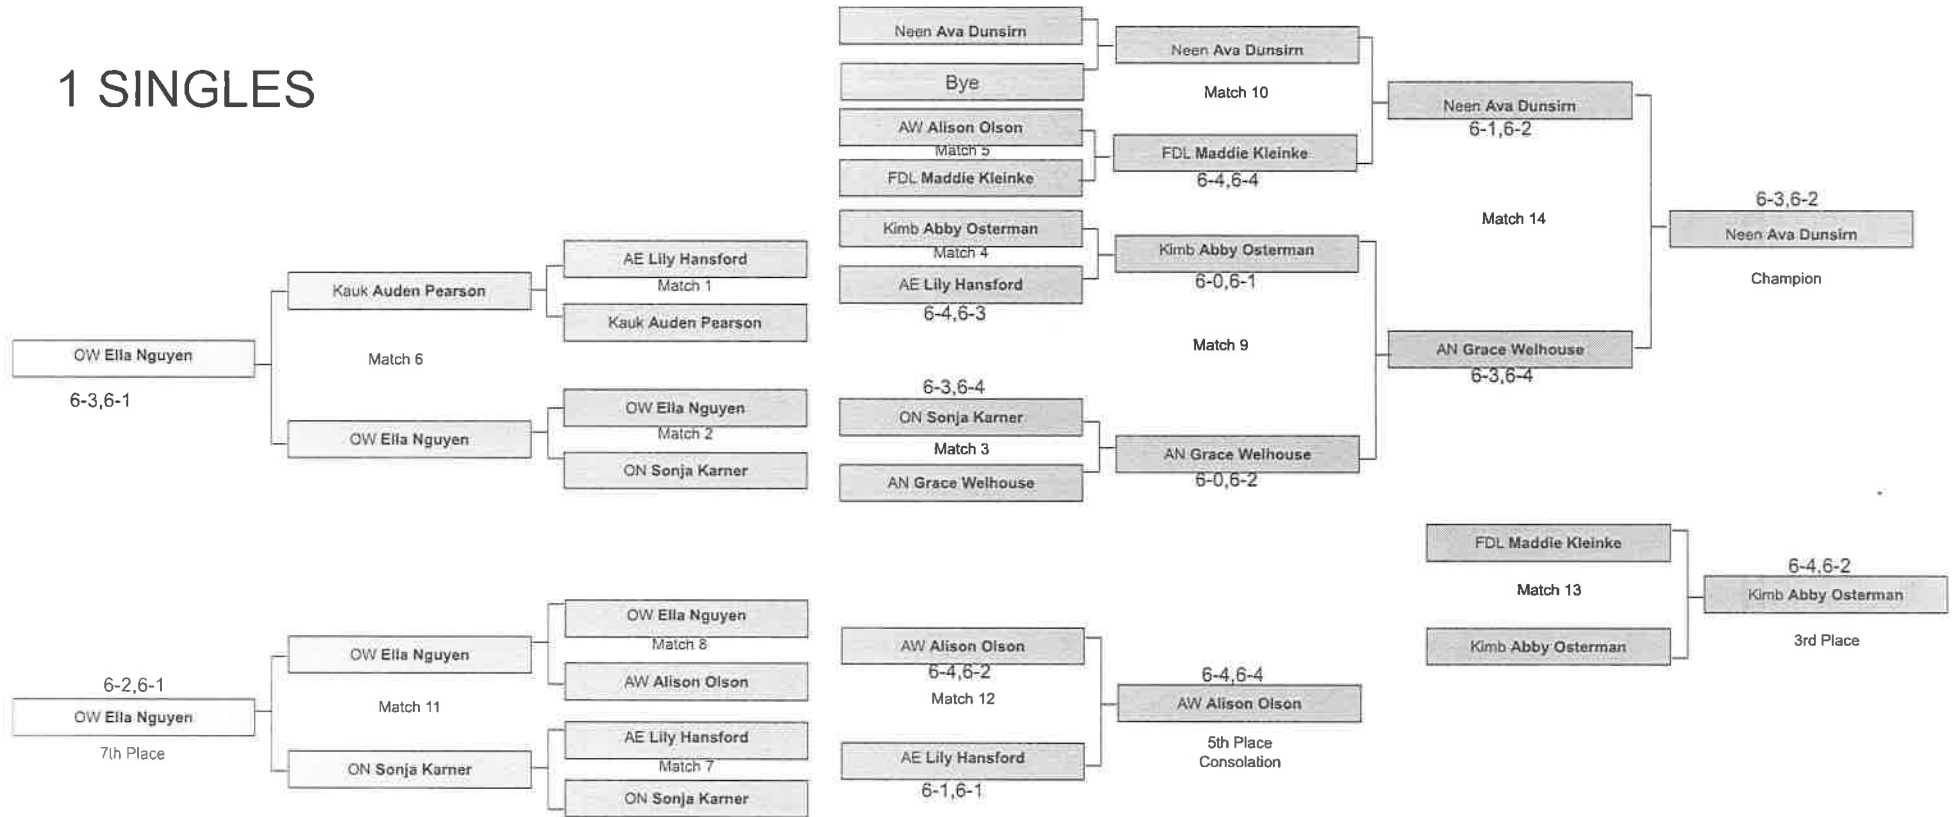 1 SINGLES
Neen Ava Dunsirn
Bye
AW Alison Olson
Match 5
FDL Maddie Kleinke
Kimb Abby Osterman
Match 4
AE Lily Hansford
6-4,6-3
6-3,6-4
ON Sonja Karner
Match 3
AN Grace Welhouse
Neen Ava Dunsirn
Match 10
FDL Maddie Kleinke
6-4,6-4
Kimb Abby Osterman
6-0,6-1
Match 9
AN Grace Welhouse
6-0,6-2
Neen Ava Dunsirn
6-1,6-2
Match 14
AN Grace Welhouse
6-3,6-4
6-3,6-2
Neen Ava Dunsirn
Champion
AE Lily Hansford
Match 1
Kauk Auden Pearson
OW Ella Nguyen
Match 2
ON Sonja Karner
Kauk Auden Pearson
Match 6
OW Ella Nguyen
OW Ella Nguyen
6-3,6-1
FDL Maddie Kleinke
Match 13
Kimb Abby Osterman
6-4,6-2
Kimb Abby Osterman
3rd Place
OW Ella Nguyen
Match 8
AW Alison Olson
AE Lily Hansford
Match 7
ON Sonja Karner
OW Ella Nguyen
Match 11
ON Sonja Karner
6-2,6-1
OW Ella Nguyen
7th Place
AW Alison Olson
6-4,6-2
Match 12
AE Lily Hansford
6-1,6-1
6-4,6-4
AW Alison Olson
5th Place
Consolation